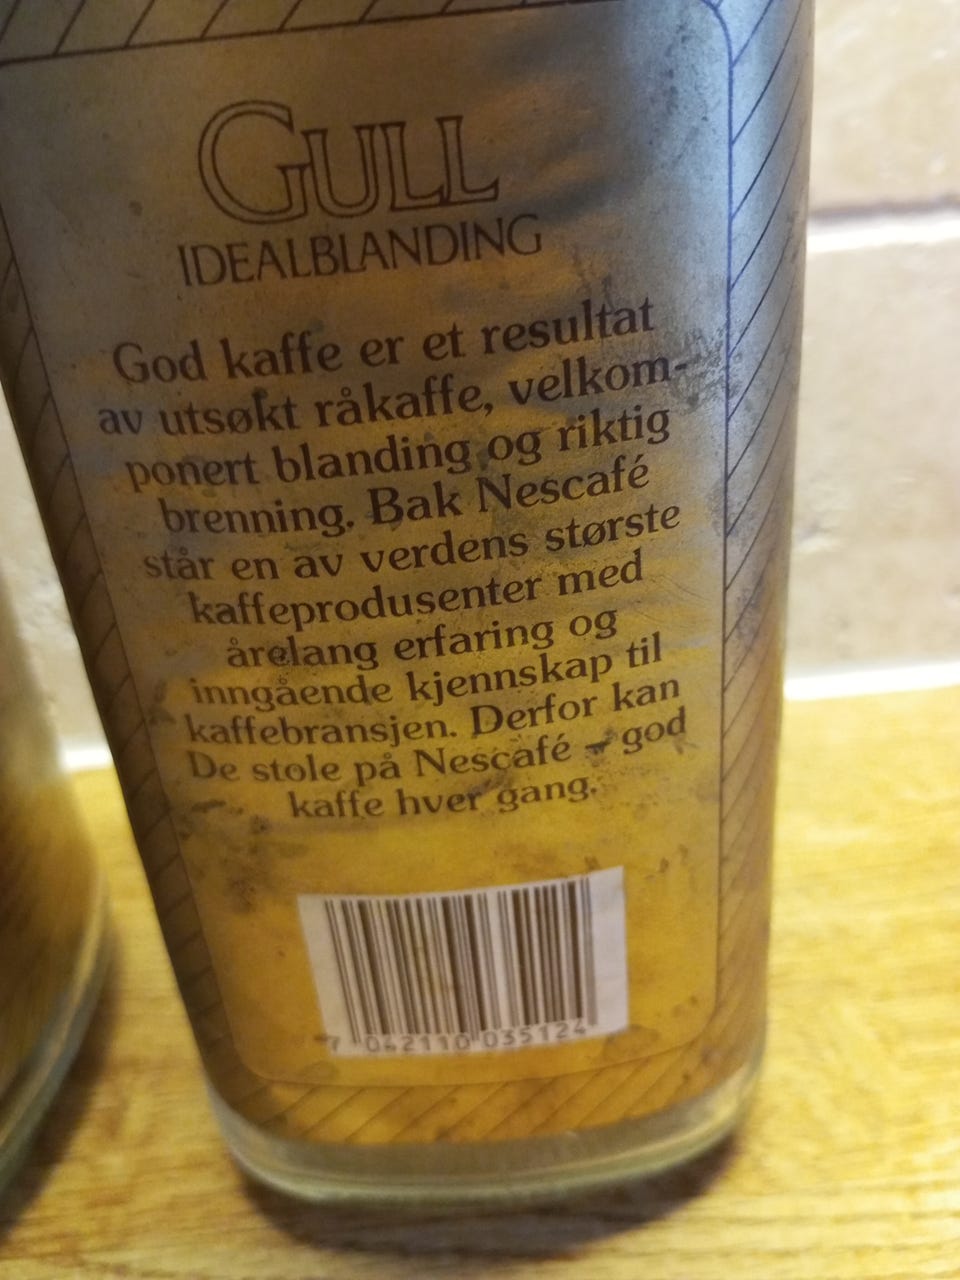 GULL
IDEALBLANDING
God kaffe er et resultat
av utsøkt råkaffe, velkom-
ponert blanding og riktig
brenning. Bak Nescafé
står en av verdens største
kaffeprodusenter med
årelang erfaring og
inngående kjennskap til
kaffebransjen. Derfor kan
De stole på Nescafé – god
kaffe hver gang.
7 042110 035124